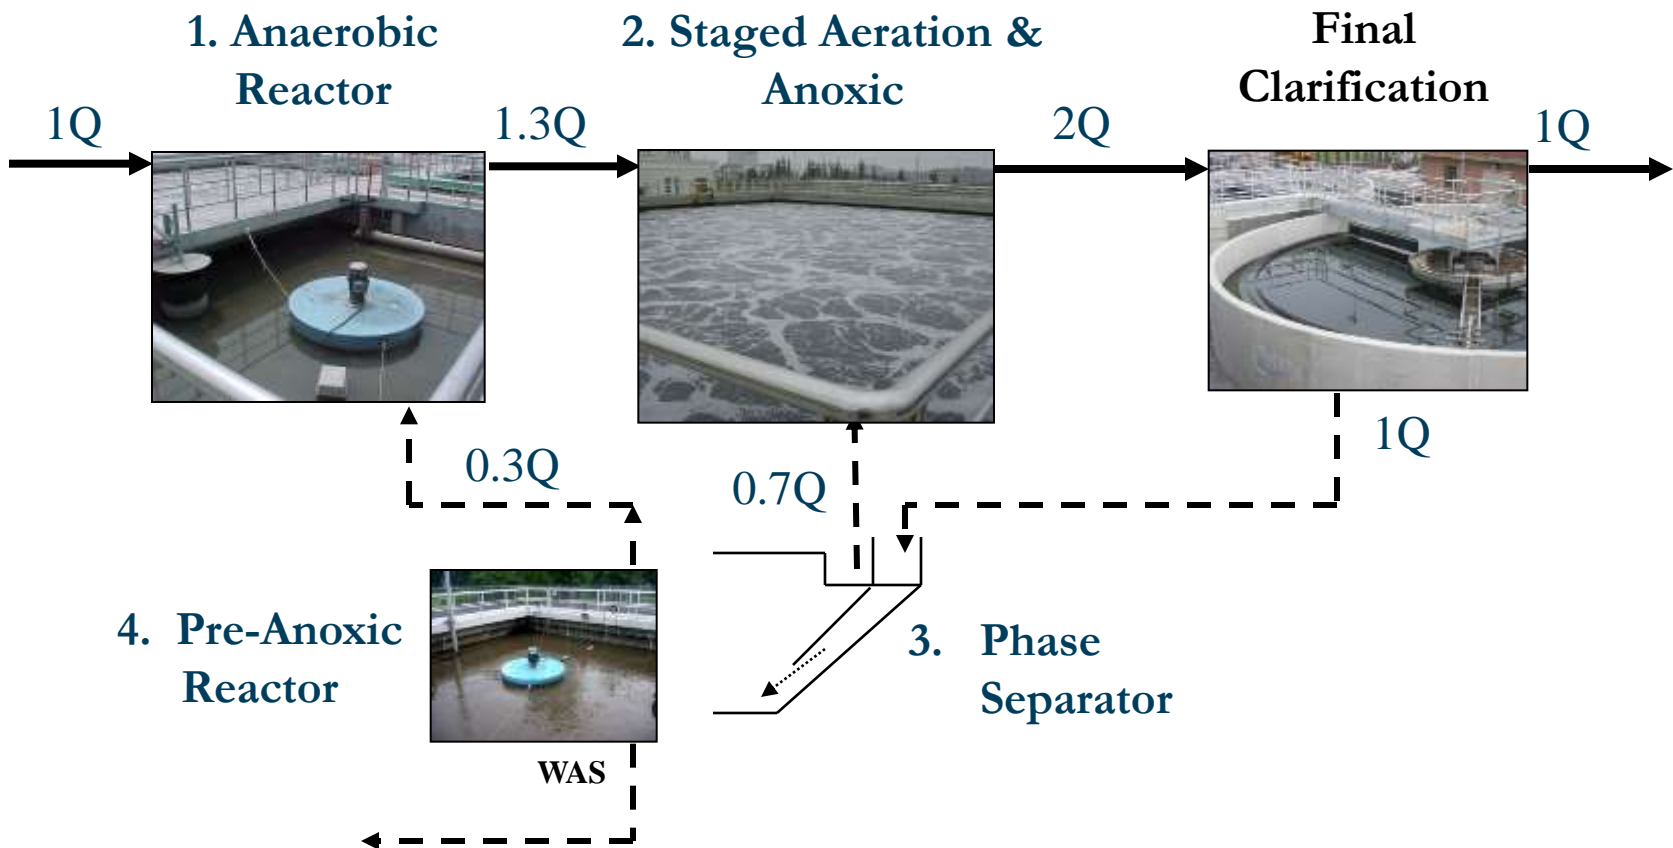 1. Anaerobic
Reactor
2. Staged Aeration &
Anoxic
Final
Clarification
1Q
1.3Q
2Q
1Q
0.3Q
0.7Q
1Q
4. Pre-Anoxic
Reactor
3. Phase
Separator
WAS